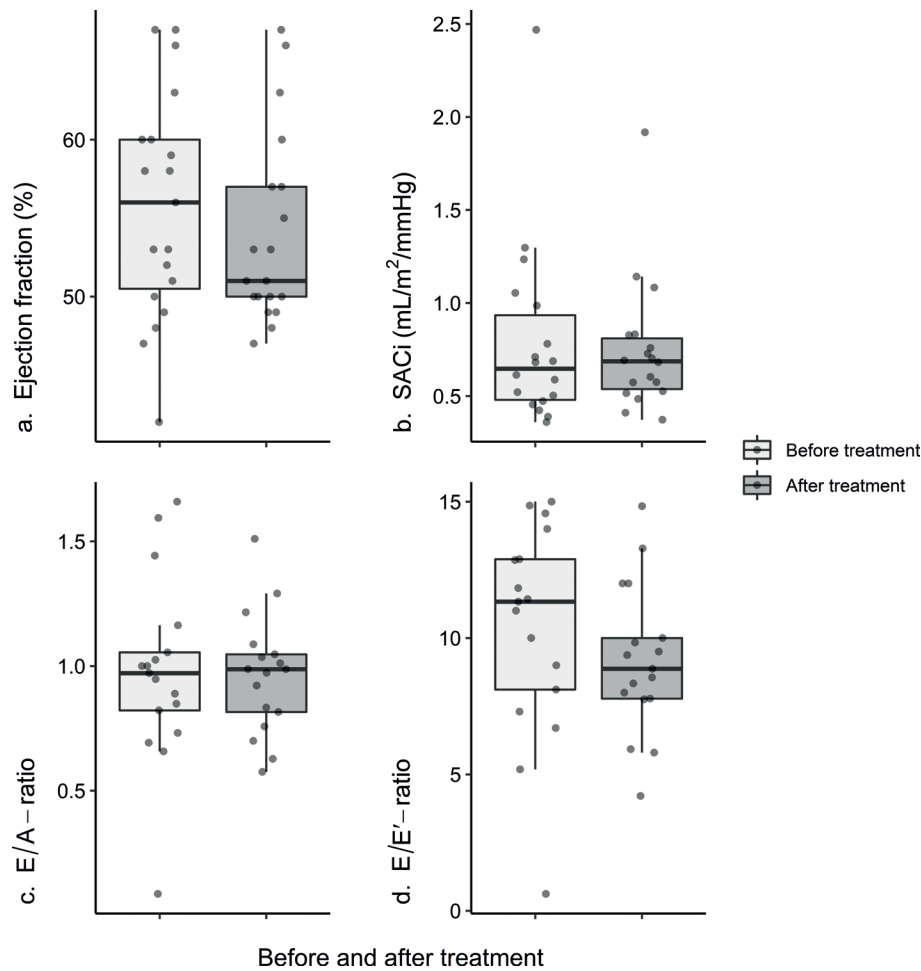 a. Ejection fraction (%)
60
50
b. SACi (mL/m²/mmHg)
2.5
2.0
1.5
1.0
0.5
Before treatment
After treatment
c. E/A–ratio
1.5
1.0
0.5
d. E/E′–ratio
15
10
5
0
Before and after treatment